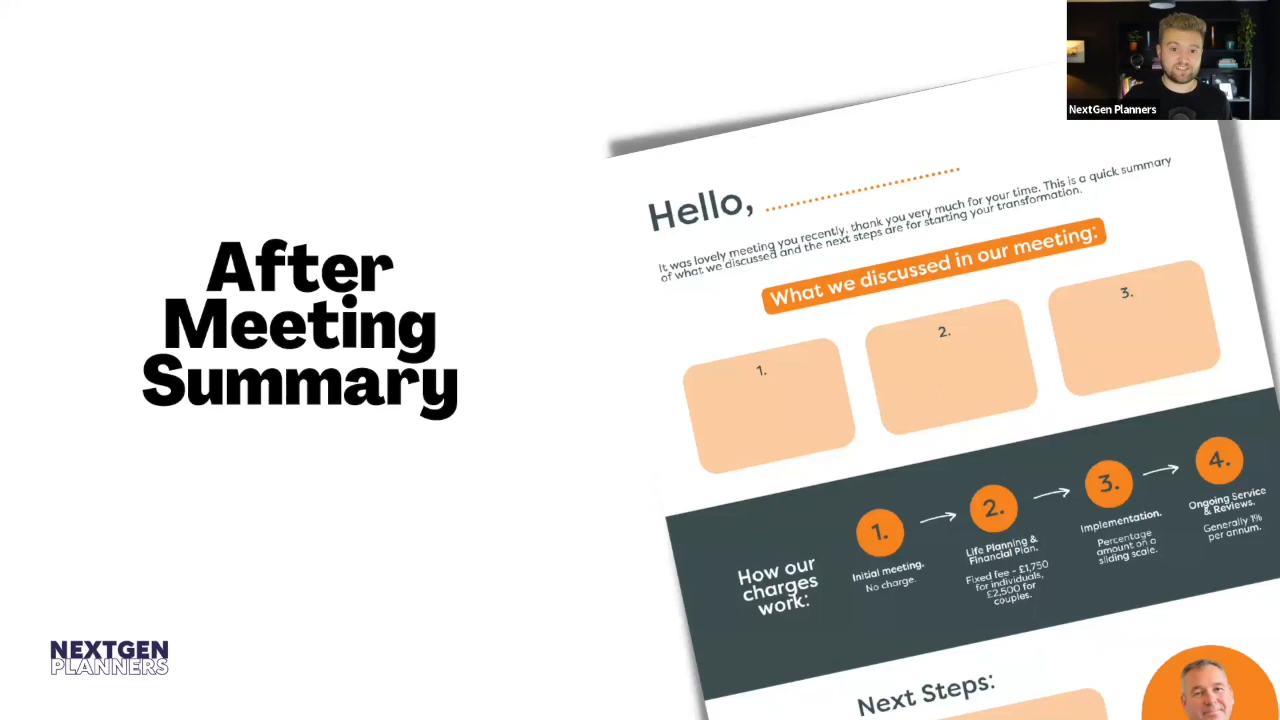 After
Meeting
Summary
NEXTGEN
PLANNERS
NextGen Planners
Hello,
It was lovely meeting you recently, thank you very much for your time. This is a quick summary
of what we discussed and the next steps are for starting your transformation.
What we discussed in our meeting:
1.
2.
3.
How our
charges
work:
1.
Initial meeting.
No charge.
2.
Life Planning &
Financial Plan.
Fixed fee - £1,750
for individuals,
£2,500 for
couples.
3.
Implementation.
Percentage
amount on a
sliding scale.
4.
Ongoing Service
& Reviews.
Generally 1%
per annum.
Next Steps: